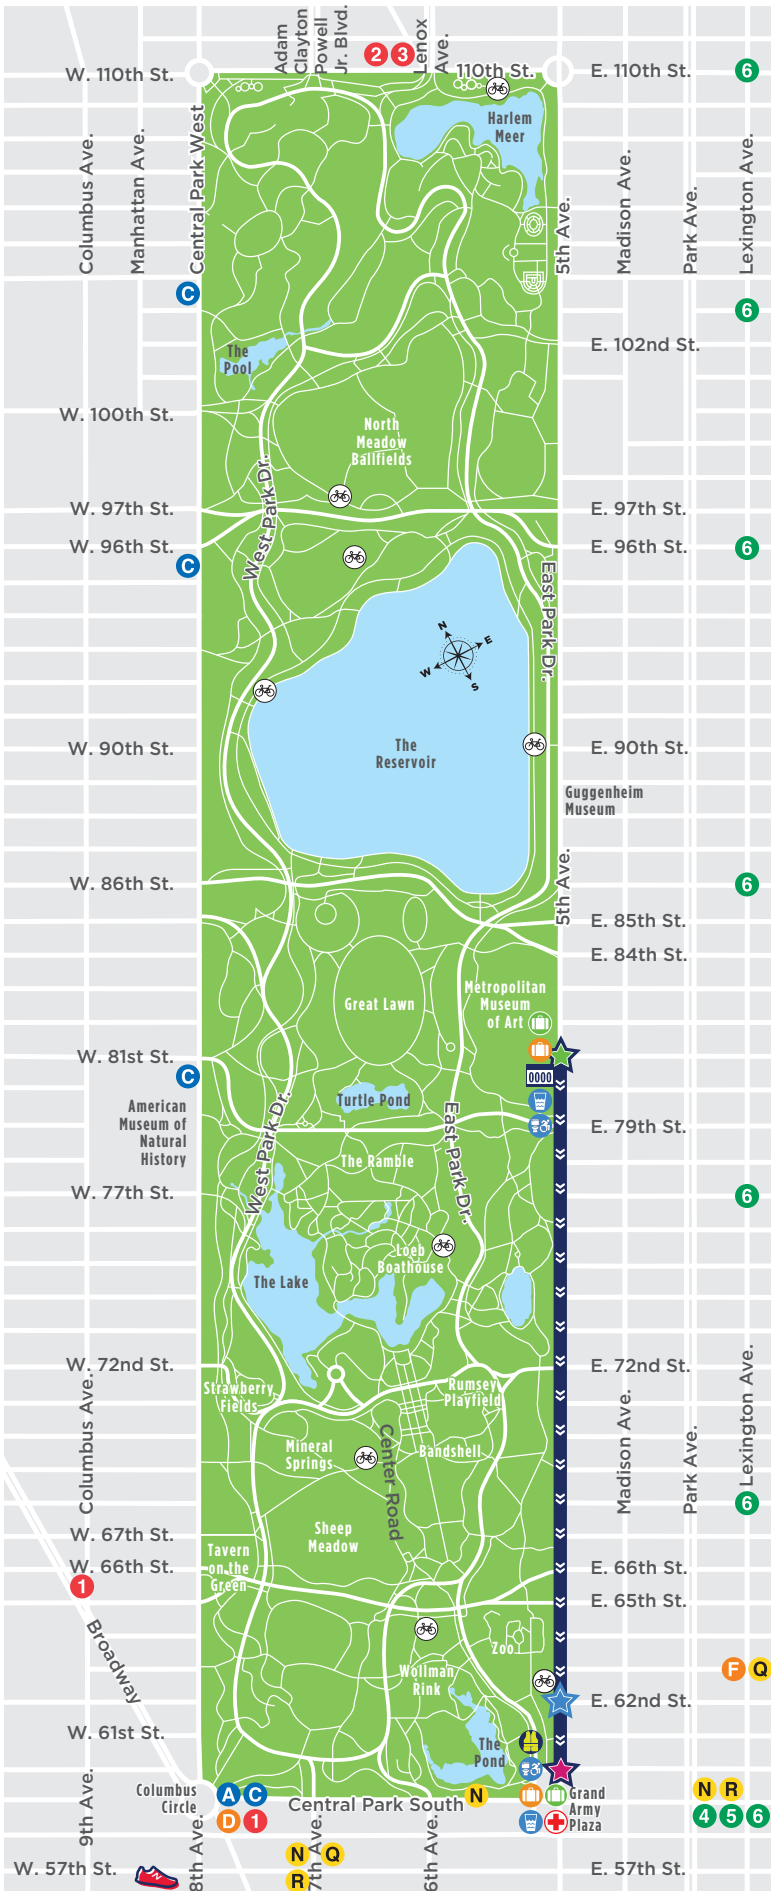 Adam
Clayton
Powell
Jr. Blvd.
2
3
Lenox
Ave.
W. 110th St.
110th St.
E. 110th St.
6
Harlem
Meer
Columbus Ave.
Manhattan Ave.
Central Park West
5th Ave.
Madison Ave.
Park Ave.
Lexington Ave.
C
6
The
Pool
E. 102nd St.
W. 100th St.
North
Meadow
Ballfields
West Park Dr.
W. 97th St.
E. 97th St.
W. 96th St.
E. 96th St.
C
6
East Park Dr.
N
E
W
S
W. 90th St.
The
Reservoir
E. 90th St.
Guggenheim
Museum
5th Ave.
W. 86th St.
6
E. 85th St.
E. 84th St.
Metropolitan
Museum
of Art
Great Lawn
W. 81st St.
C
0000
American
Museum of
Natural
History
Turtle Pond
West Park Dr.
East Park Dr.
E. 79th St.
The Ramble
W. 77th St.
6
Loeb
Boathouse
The Lake
W. 72nd St.
E. 72nd St.
Strawberry
Fields
Rumsey
Playfield
Columbus Ave.
Madison Ave.
Park Ave.
Lexington Ave.
Mineral
Springs
Center Road
Bandshell
6
W. 67th St.
Sheep
Meadow
Tavern
on the
Green
W. 66th St.
E. 66th St.
1
E. 65th St.
Broadway
Zoo
Wollman
Rink
F
Q
E. 62nd St.
W. 61st St.
The
Pond
Columbus
Circle
A
C
D
1
Central Park South
N
Grand
Army
Plaza
N
R
4
5
6
9th Ave.
8th Ave.
7th Ave.
6th Ave.
N
Q
R
W. 57th St.
E. 57th St.